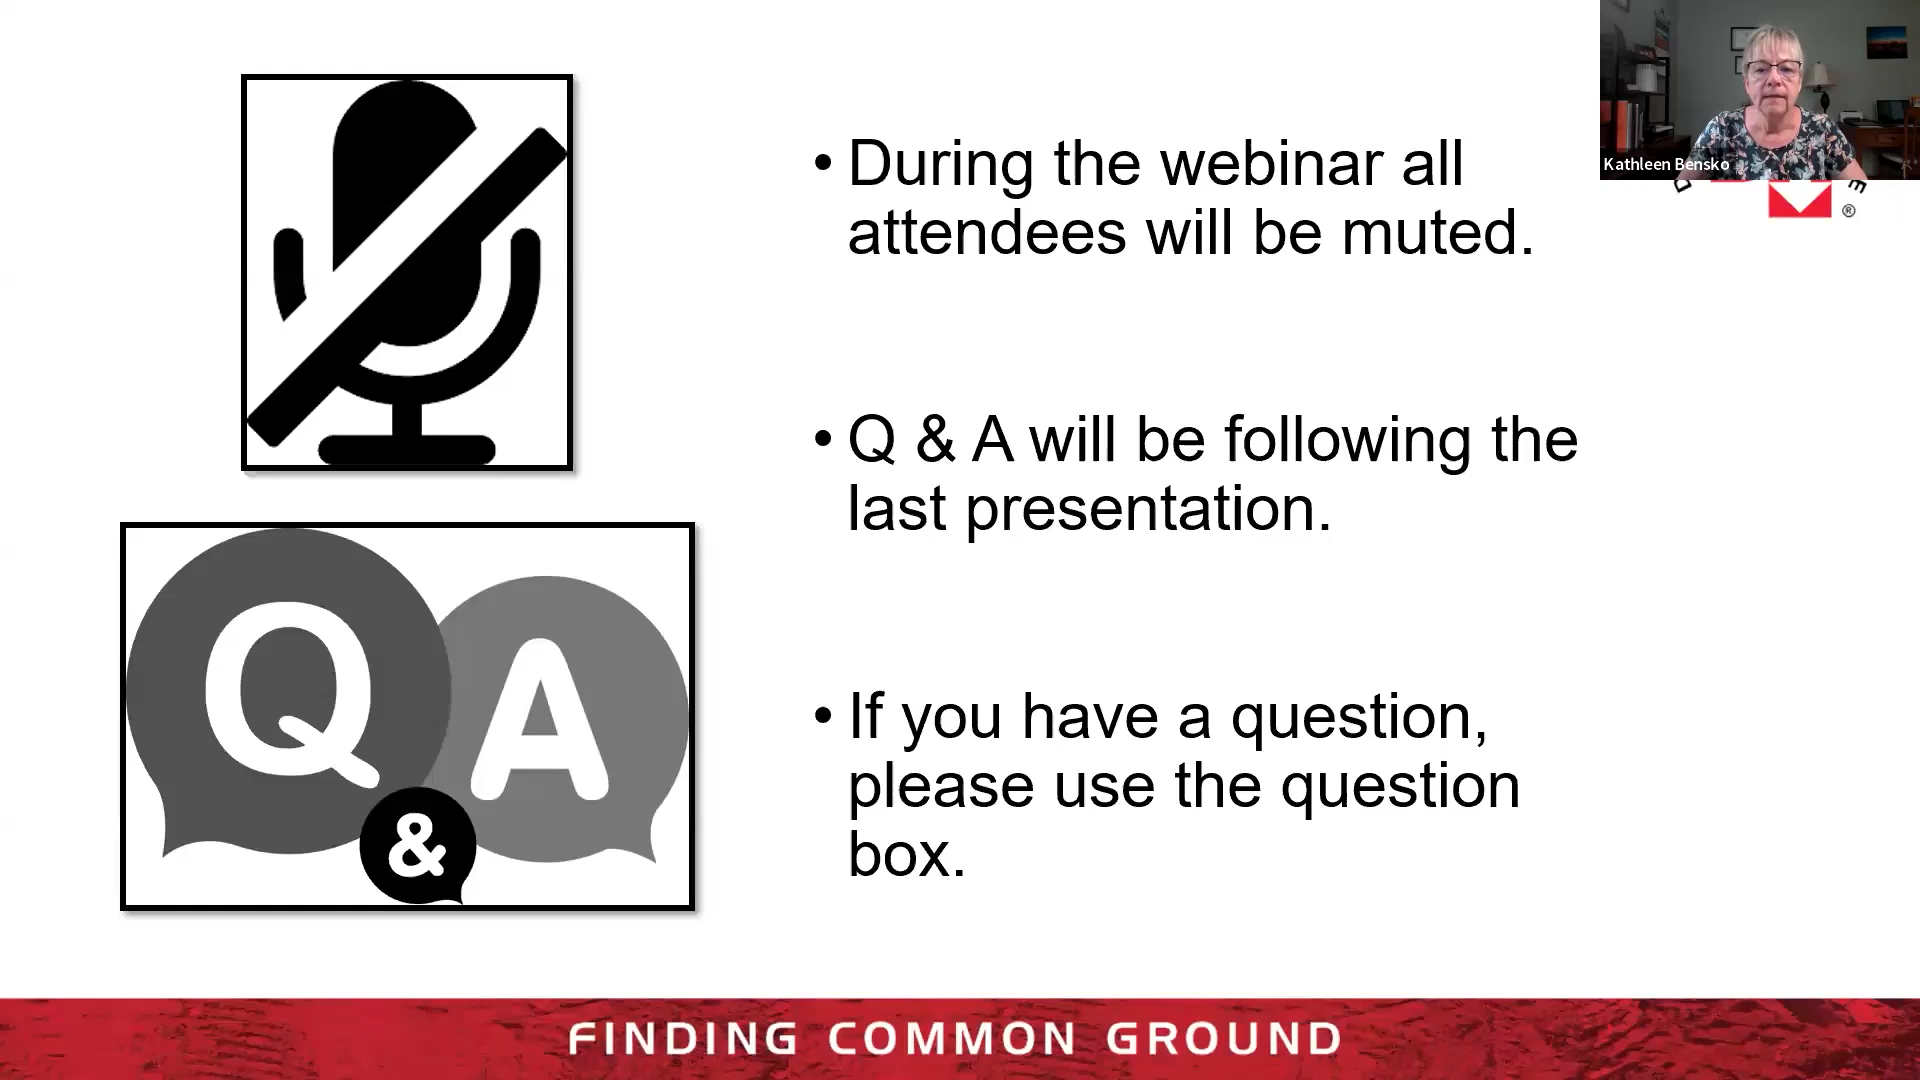 Kathleen Bensko
®
• During the webinar all
attendees will be muted.
• Q & A will be following the
last presentation.
• If you have a question,
please use the question
box.
Q & A
FINDING COMMON GROUND